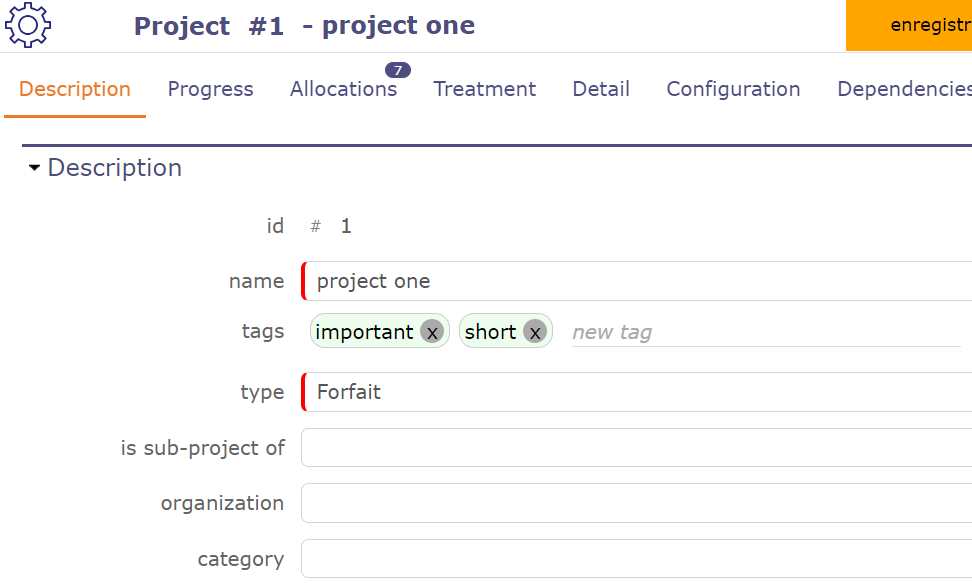 Project #1 - project one
enregistr
7
Description Progress Allocations Treatment Detail Configuration Dependencies
Description
id # 1
name project one
tags important x short x new tag
type Forfait
is sub-project of
organization
category